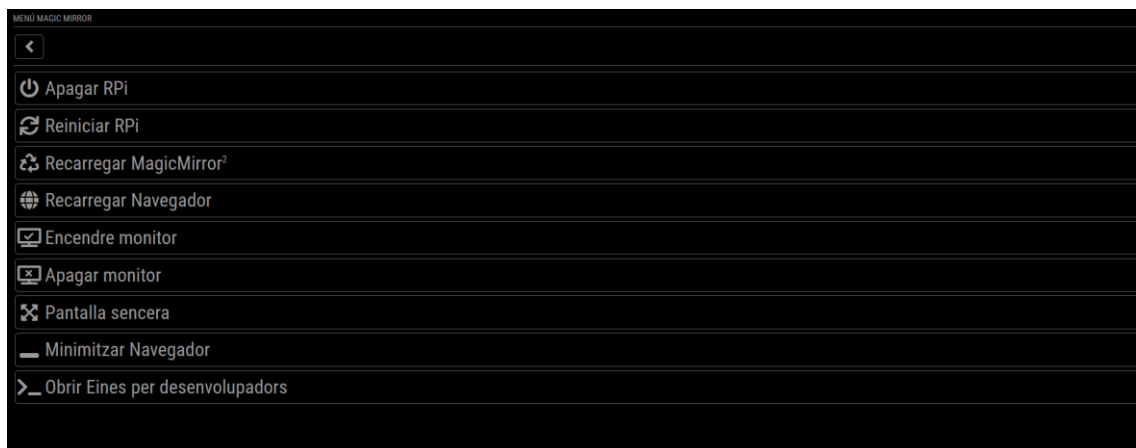 MENÚ MAGIC MIRROR
Apagar RPi
Reiniciar RPi
Recarregar MagicMirror²
Recarregar Navegador
Encendre monitor
Apagar monitor
Pantalla sencera
Minimitzar Navegador
Obrir Eines per desenvolupadors